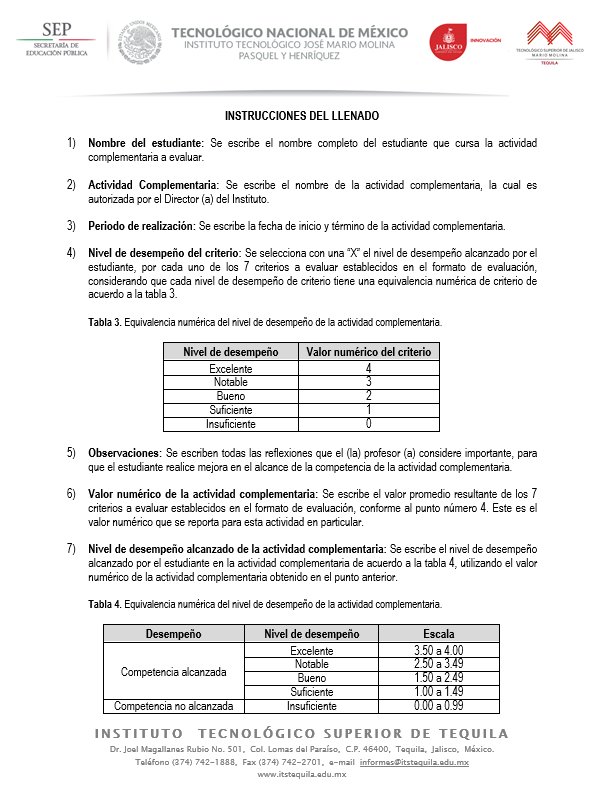 SEP
SECRETARÍA DE
EDUCACIÓN PÚBLICA
TECNOLÓGICO NACIONAL DE MÉXICO
INSTITUTO TECNOLÓGICO JOSÉ MARIO MOLINA
PASQUEL Y HENRÍQUEZ
JALISCO
INNOVACIÓN
TECNOLÓGICO SUPERIOR DE JALISCO
MARIO MOLINA
TEQUILA
INSTRUCCIONES DEL LLENADO
1) Nombre del estudiante: Se escribe el nombre completo del estudiante que cursa la actividad
complementaria a evaluar.
2) Actividad Complementaria: Se escribe el nombre de la actividad complementaria, la cual es
autorizada por el Director (a) del Instituto.
3) Periodo de realización: Se escribe la fecha de inicio y término de la actividad complementaria.
4) Nivel de desempeño del criterio: Se selecciona con una “X” el nivel de desempeño alcanzado por el
estudiante, por cada uno de los 7 criterios a evaluar establecidos en el formato de evaluación,
considerando que cada nivel de desempeño de criterio tiene una equivalencia numérica de criterio de
acuerdo a la tabla 3.
Tabla 3. Equivalencia numérica del nivel de desempeño de la actividad complementaria.
Nivel de desempeño Valor numérico del criterio
Excelente 4
Notable 3
Bueno 2
Suficiente 1
Insuficiente 0
5) Observaciones: Se escriben todas las reflexiones que el (la) profesor (a) considere importante, para
que el estudiante realice mejora en el alcance de la competencia de la actividad complementaria.
6) Valor numérico de la actividad complementaria: Se escribe el valor promedio resultante de los 7
criterios a evaluar establecidos en el formato de evaluación, conforme al punto número 4. Este es el
valor numérico que se reporta para esta actividad en particular.
7) Nivel de desempeño alcanzado de la actividad complementaria: Se escribe el nivel de desempeño
alcanzado por el estudiante en la actividad complementaria de acuerdo a la tabla 4, utilizando el valor
numérico de la actividad complementaria obtenido en el punto anterior.
Tabla 4. Equivalencia numérica del nivel de desempeño de la actividad complementaria.
Desempeño Nivel de desempeño Escala
Competencia alcanzada Excelente 3.50 a 4.00
Notable 2.50 a 3.49
Bueno 1.50 a 2.49
Suficiente 1.00 a 1.49
Competencia no alcanzada Insuficiente 0.00 a 0.99
INSTITUTO TECNOLÓGICO SUPERIOR DE TEQUILA
Dr. Joel Magallanes Rubio No. 501, Col. Lomas del Paraíso, C.P. 46400, Tequila, Jalisco, México.
Teléfono (374) 742-1888, Fax (374) 742-2701, e-mail informes@itstequila.edu.mx
www.itstequila.edu.mx